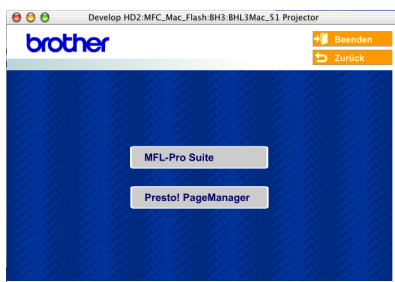 Develop HD2:MFC_Mac_Flash:BH3:BHL3Mac_51 Projector
brother
Beenden
Zurück
MFL-Pro Suite
Presto! PageManager